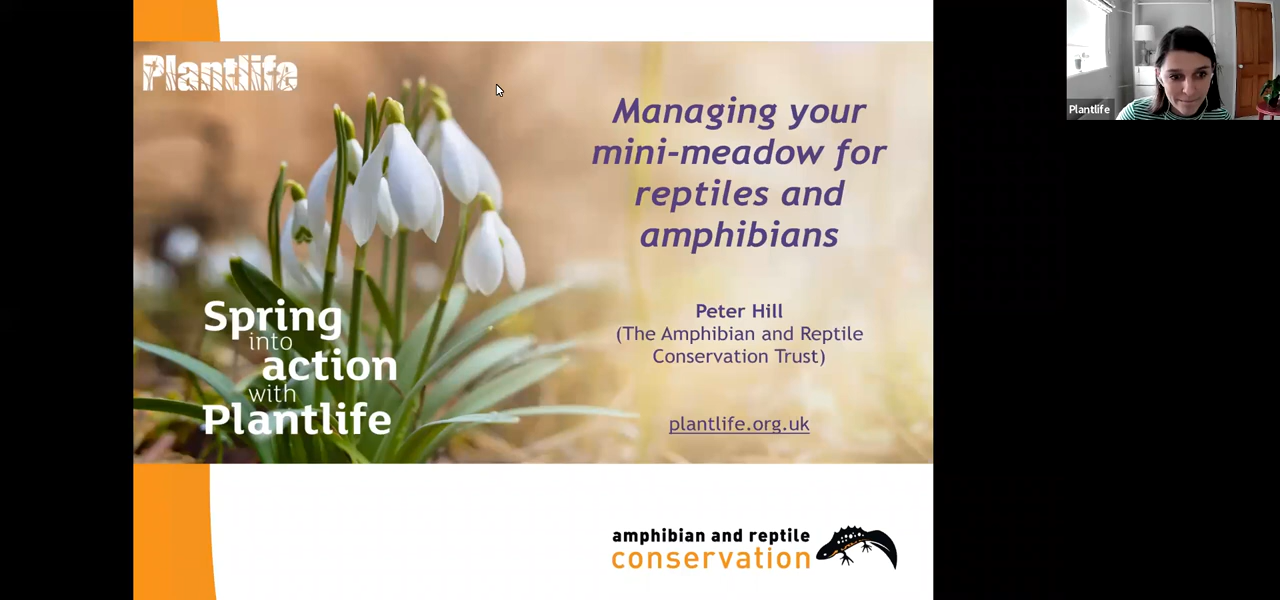 Plantlife
Managing your
mini-meadow for
reptiles and
amphibians
Peter Hill
(The Amphibian and Reptile
Conservation Trust)
plantlife.org.uk
Spring
into
action
with
Plantlife
amphibian and reptile
conservation
Plantlife